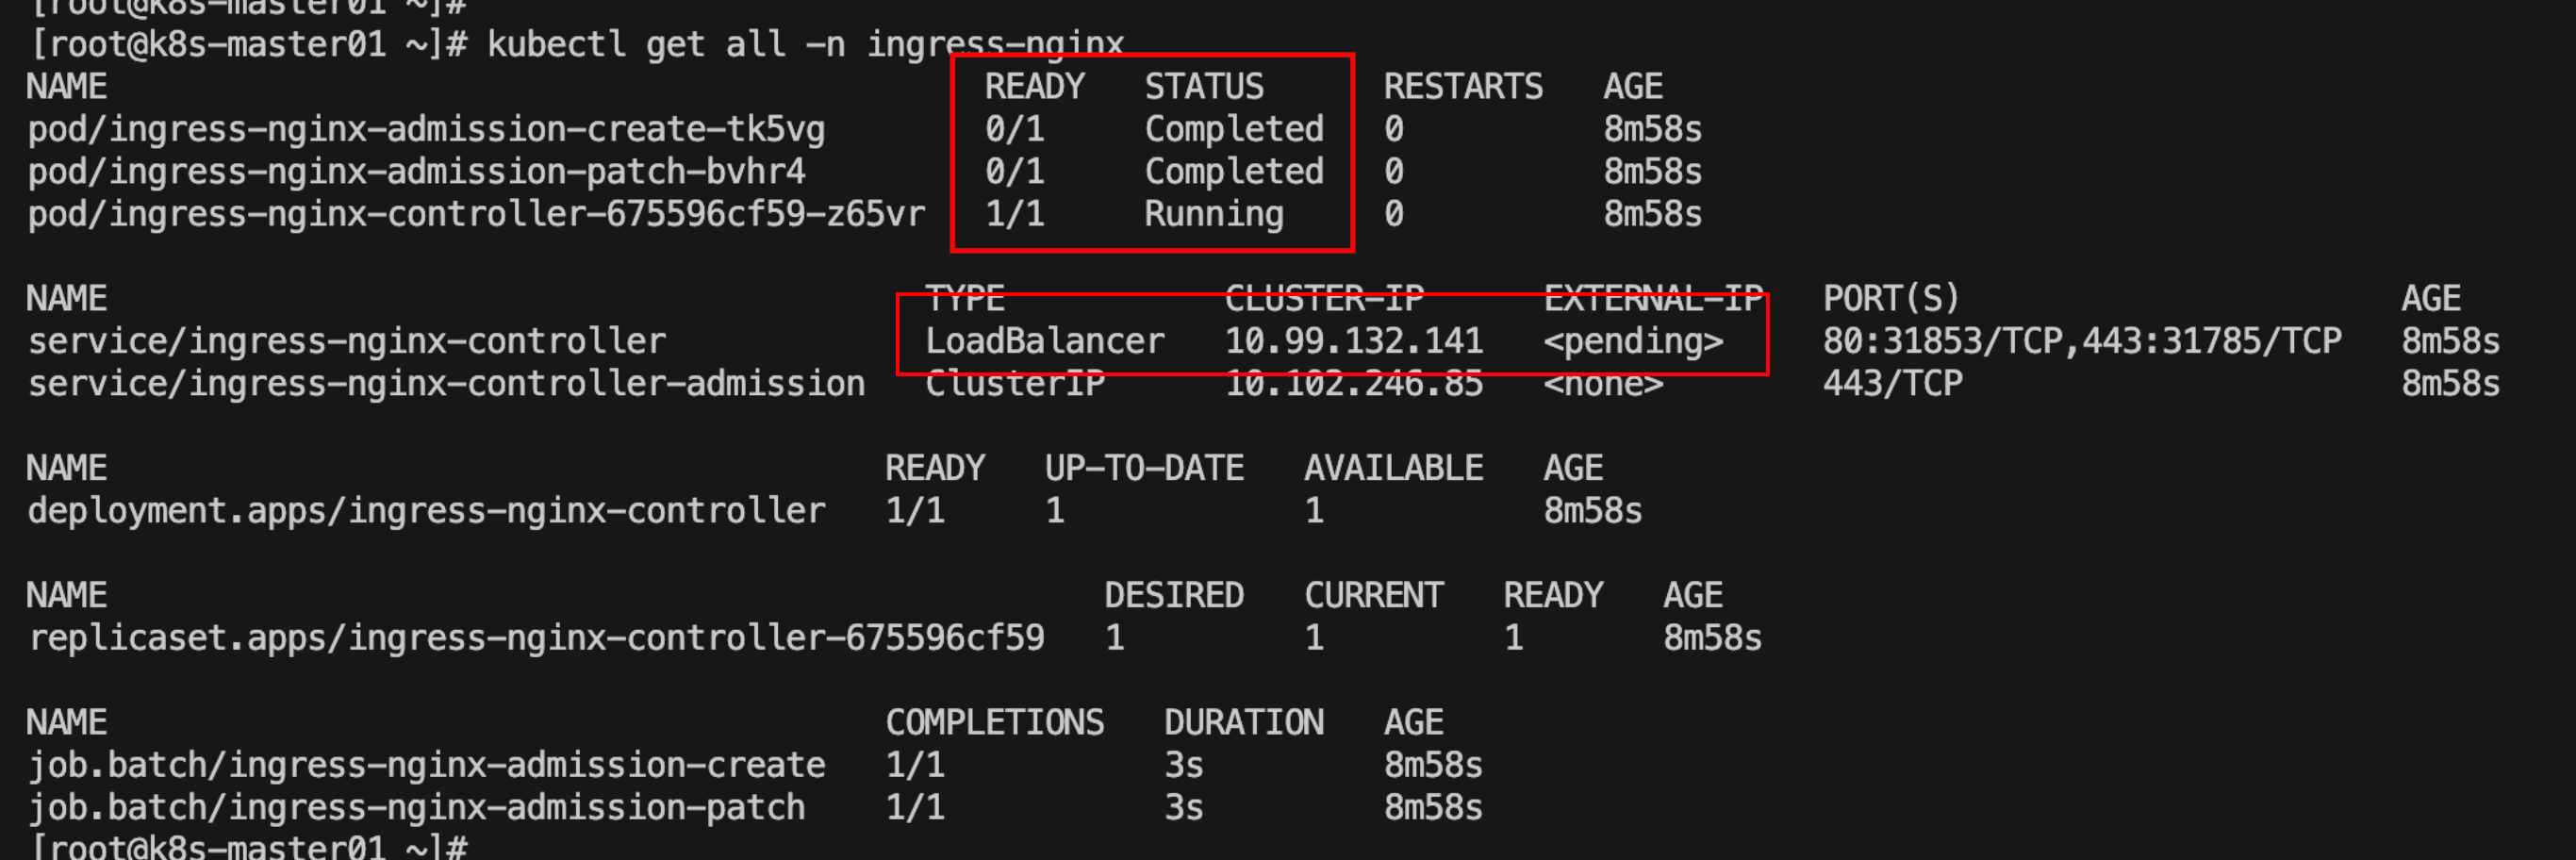 [root@k8s-master01 ~]#
[root@k8s-master01 ~]# kubectl get all -n ingress-nginx
NAME READY STATUS RESTARTS AGE
pod/ingress-nginx-admission-create-tk5vg 0/1 Completed 0 8m58s
pod/ingress-nginx-admission-patch-bvhr4 0/1 Completed 0 8m58s
pod/ingress-nginx-controller-675596cf59-z65vr 1/1 Running 0 8m58s
NAME TYPE CLUSTER-IP EXTERNAL-IP PORT(S) AGE
service/ingress-nginx-controller LoadBalancer 10.99.132.141 <pending> 80:31853/TCP,443:31785/TCP 8m58s
service/ingress-nginx-controller-admission ClusterIP 10.102.246.85 <none> 443/TCP 8m58s
NAME READY UP-TO-DATE AVAILABLE AGE
deployment.apps/ingress-nginx-controller 1/1 1 1 8m58s
NAME DESIRED CURRENT READY AGE
replicaset.apps/ingress-nginx-controller-675596cf59 1 1 1 8m58s
NAME COMPLETIONS DURATION AGE
job.batch/ingress-nginx-admission-create 1/1 3s 8m58s
job.batch/ingress-nginx-admission-patch 1/1 3s 8m58s
[root@k8s-master01 ~]#